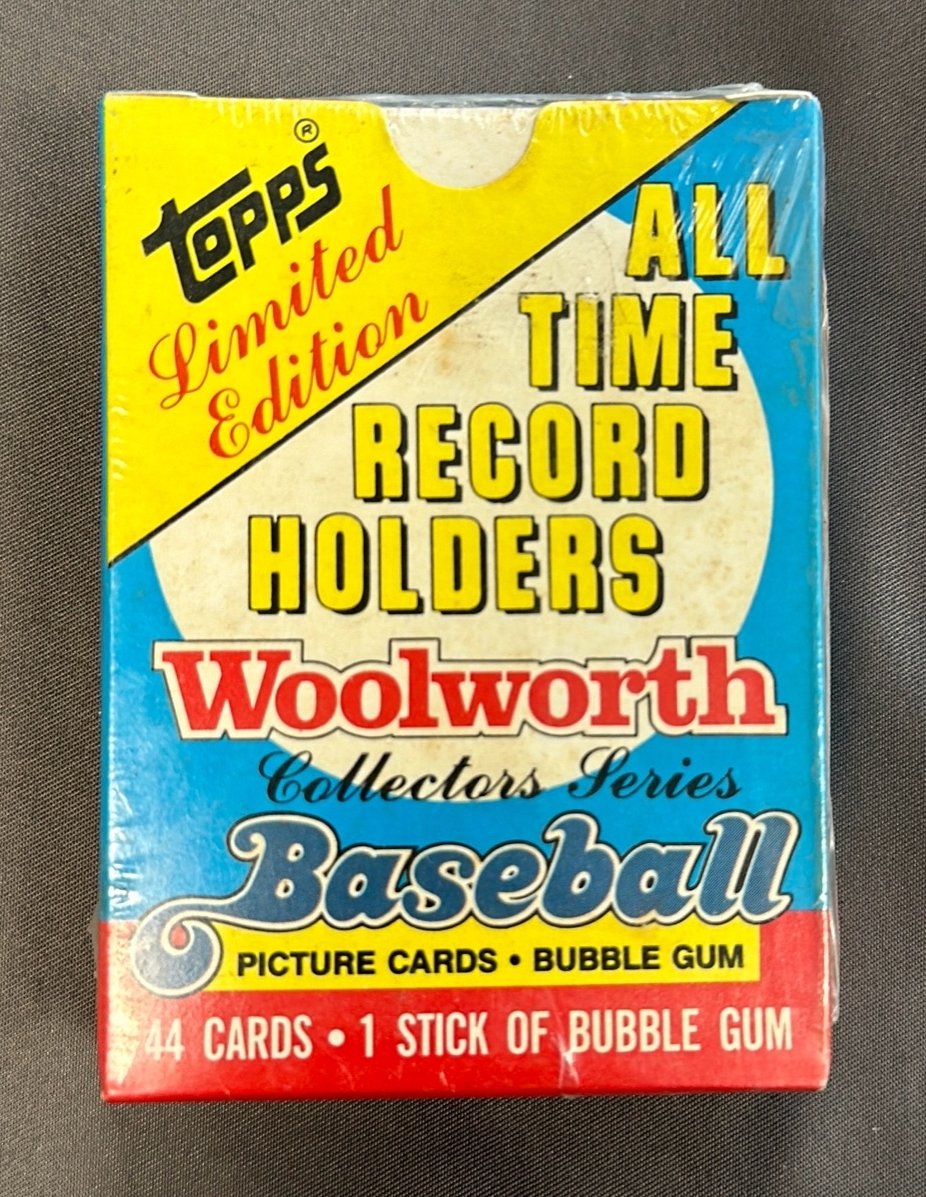 Topps®
Limited
Edition
ALL
TIME
RECORD
HOLDERS
Woolworth
Collectors Series
Baseball
PICTURE CARDS • BUBBLE GUM
44 CARDS • 1 STICK OF BUBBLE GUM